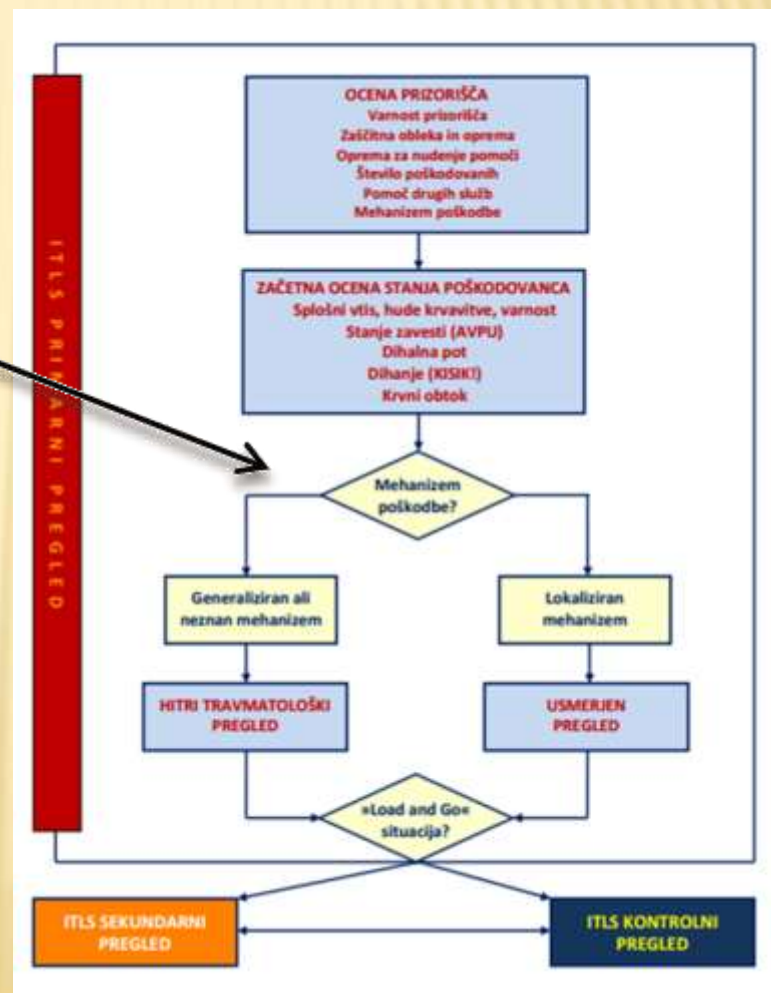 ITLS PRIMARNI PREGLED
OCENA PRIZORIŠČA
Varnost prizorišča
Zaščitna obleka in oprema
Oprema za nudenje pomoči
Število poškodovanih
Pomoč drugih služb
Mehanizem poškodbe
ZAČETNA OCENA STANJA POŠKODOVANCA
Splošni vtis, hude krvavitve, varnost
Stanje zavesti (AVPU)
Dihalna pot
Dihanje (KISIK!)
Krvni obtok
Mehanizem
poškodbe?
Generaliziran ali
neznan mehanizem
Lokaliziran
mehanizem
HITRI TRAVMATOLOŠKI
PREGLED
USMERJEN
PREGLED
»Load and Go«
situacija?
ITLS SEKUNDARNI
PREGLED
ITLS KONTROLNI
PREGLED